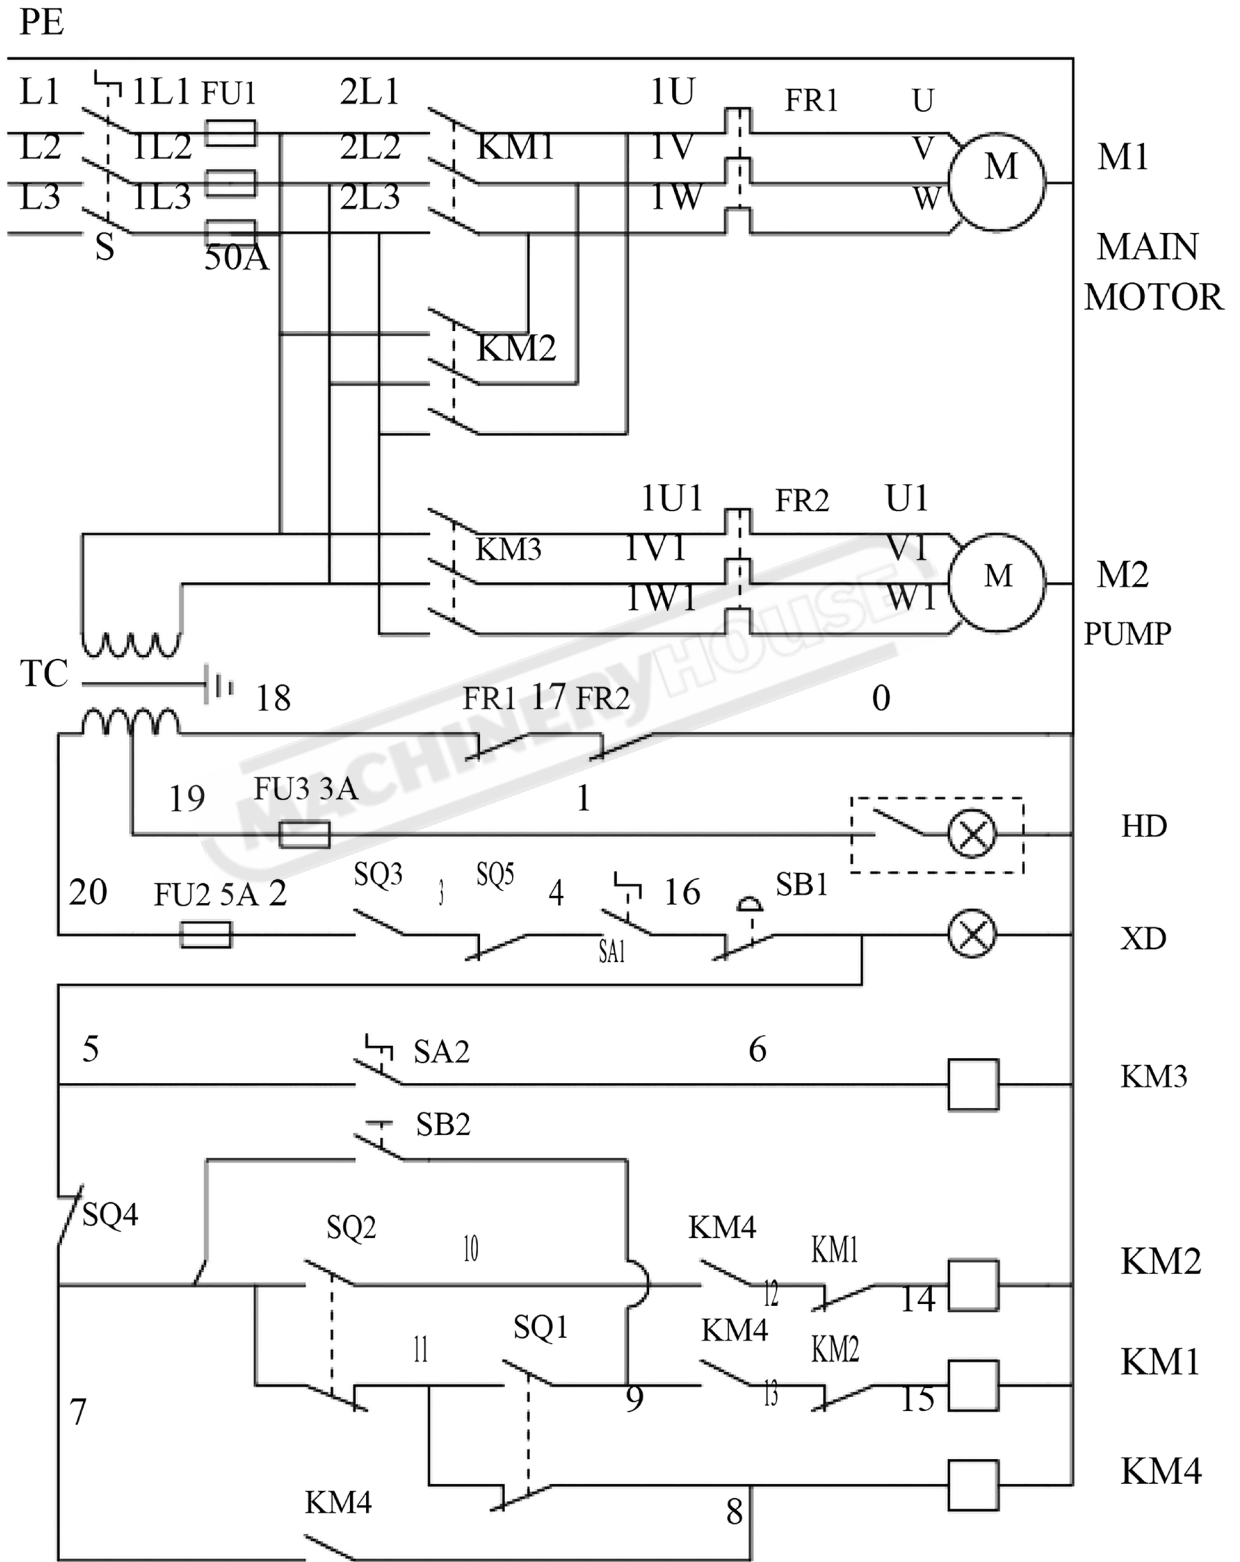 PE
L1 1L1 FU1 2L1 1U FR1 U
L2 1L2 2L2 KM1 1V V M M1
L3 1L3 2L3 1W W
S 50A MAIN
MOTOR
KM2
1U1 FR2 U1
KM3 1V1 V1 M M2
1W1 W1
PUMP
MACHINERYHOUSE
TC
18 FR1 17 FR2 0
19 FU3 3A 1 HD
20 FU2 5A 2 SQ3 3 SQ5 4 SA1 16 SB1 XD
5 SA2 6 KM3
SB2
SQ4
SQ2 10 KM4 12 KM1 14 KM2
11 SQ1 9 KM4 13 KM2 15 KM1
7
KM4
KM4 8